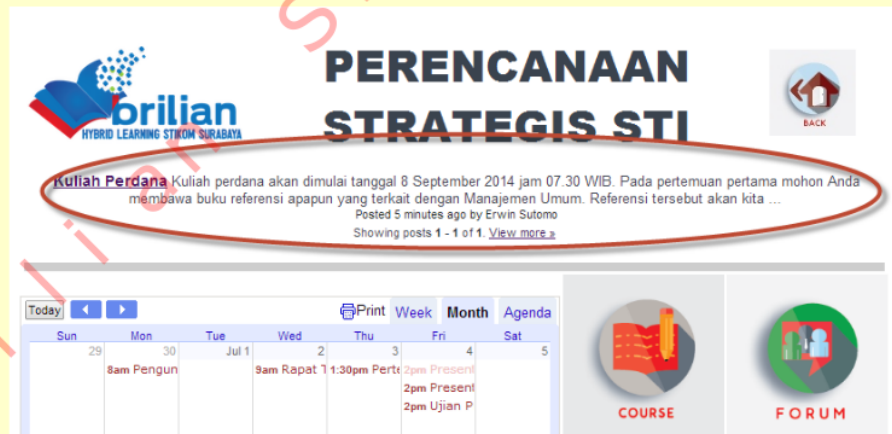 PERENCANAAN
STRATEGIS STI
brilian
HYBRID LEARNING STIKOM SURABAYA
BACK
Kuliah Perdana Kuliah perdana akan dimulai tanggal 8 September 2014 jam 07.30 WIB. Pada pertemuan pertama mohon Anda
membawa buku referensi apapun yang terkait dengan Manajemen Umum. Referensi tersebut akan kita ...
Posted 5 minutes ago by Erwin Sutomo
Showing posts 1 - 1 of 1. View more »
Today Print Week Month Agenda
Sun Mon Tue Wed Thu Fri Sat
29 30 Jul 1 2 3 4 5
8am Pengun 9am Rapat T 1:30pm Perte 2pm Present
2pm Present
2pm Ujian P
COURSE FORUM